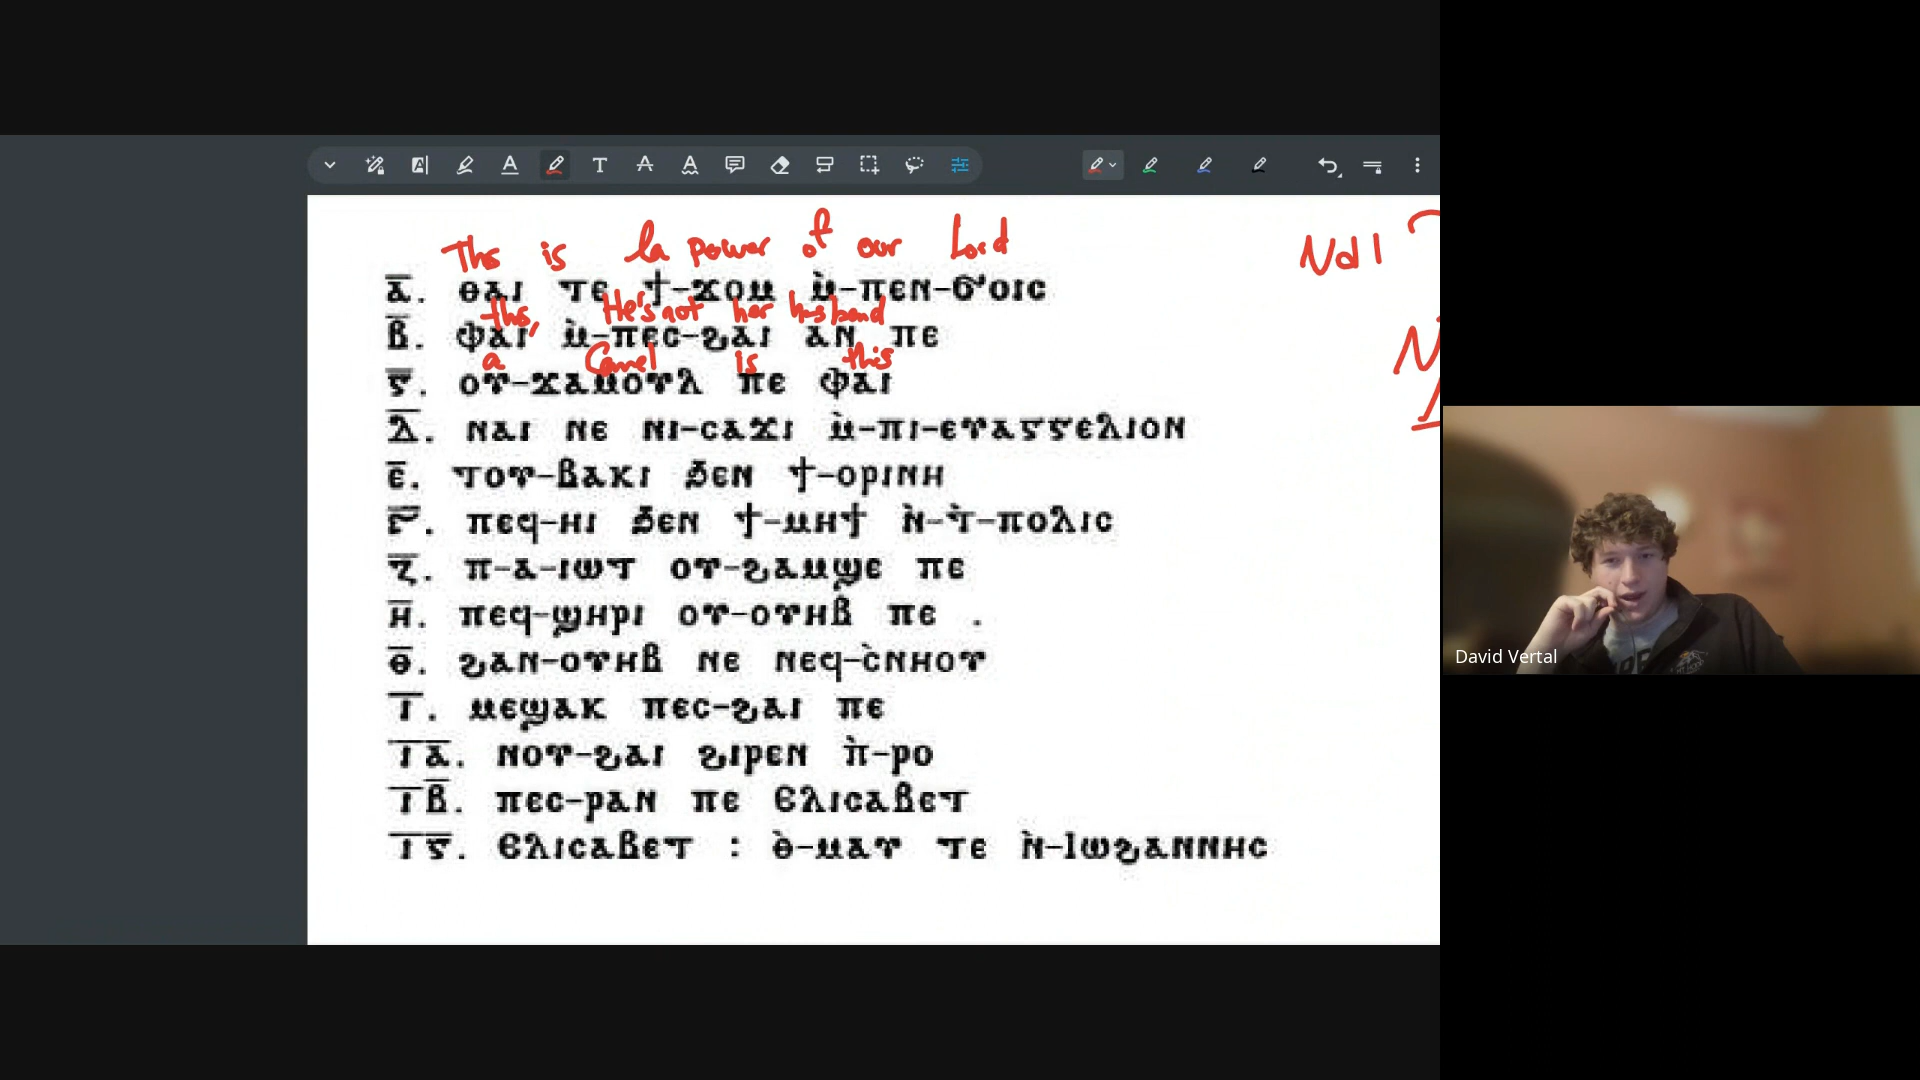 Ths is la power of our Lord
ⲁ̅. ⲑⲁⲓ ⲧⲉ ϯ-ϫⲟⲙ ⲙ̀-ⲡⲉⲛ-ϭ̓ⲟⲓⲥ
ths, He's not her husband
ⲃ̅. ⲫⲁⲓ ⲙ̀-ⲡⲉⲥ-ϩⲁⲓ ⲁⲛ ⲡⲉ
a Camel is this
ⲅ̅. ⲟⲩ-ϫⲁⲙⲟⲩⲗ ⲡⲉ ⲫⲁⲓ
ⲇ̅. ⲛⲁⲓ ⲛⲉ ⲛⲓ-ⲥⲁϫⲓ ⲙ̀-ⲡⲓ-ⲉⲩⲁⲅⲅⲉⲗⲓⲟⲛ
ⲉ̅. ⲧⲟⲩ-ⲃⲁⲕⲓ ϧⲉⲛ ϯ-ⲟⲣⲓⲛⲏ
ⲋ̅. ⲡⲉϥ-ⲏⲓ ϧⲉⲛ ϯ-ⲙⲏϯ ⲛ̀-ⲧ̀-ⲡⲟⲗⲓⲥ
ⲍ̅. ⲡ-ⲁ-ⲓⲱⲧ ⲟⲩ-ϩⲁⲙϣⲉ ⲡⲉ
ⲏ̅. ⲡⲉϥ-ϣⲏⲣⲓ ⲟⲩ-ⲟⲩⲏⲃ ⲡⲉ .
ⲑ̅. ϩⲁⲛ-ⲟⲩⲏⲃ ⲛⲉ ⲛⲉϥ-ⲥ̀ⲛⲏⲟⲩ
ⲓ̅. ⲙⲉϣⲁⲕ ⲡⲉⲥ-ϩⲁⲓ ⲡⲉ
ⲓ̅ⲁ̅. ⲛⲟⲩ-ϩⲁⲓ ϩⲓⲣⲉⲛ ⲡ̀-ⲣⲟ
ⲓ̅ⲃ̅. ⲡⲉⲥ-ⲣⲁⲛ ⲡⲉ Ⲉⲗⲓⲥⲁⲃⲉⲧ
ⲓ̅ⲅ̅. Ⲉⲗⲓⲥⲁⲃⲉⲧ : ⲑ̀-ⲙⲁⲩ ⲧⲉ ⲛ̀-Ⲓⲱϩⲁⲛⲛⲏⲥ
David Vertal